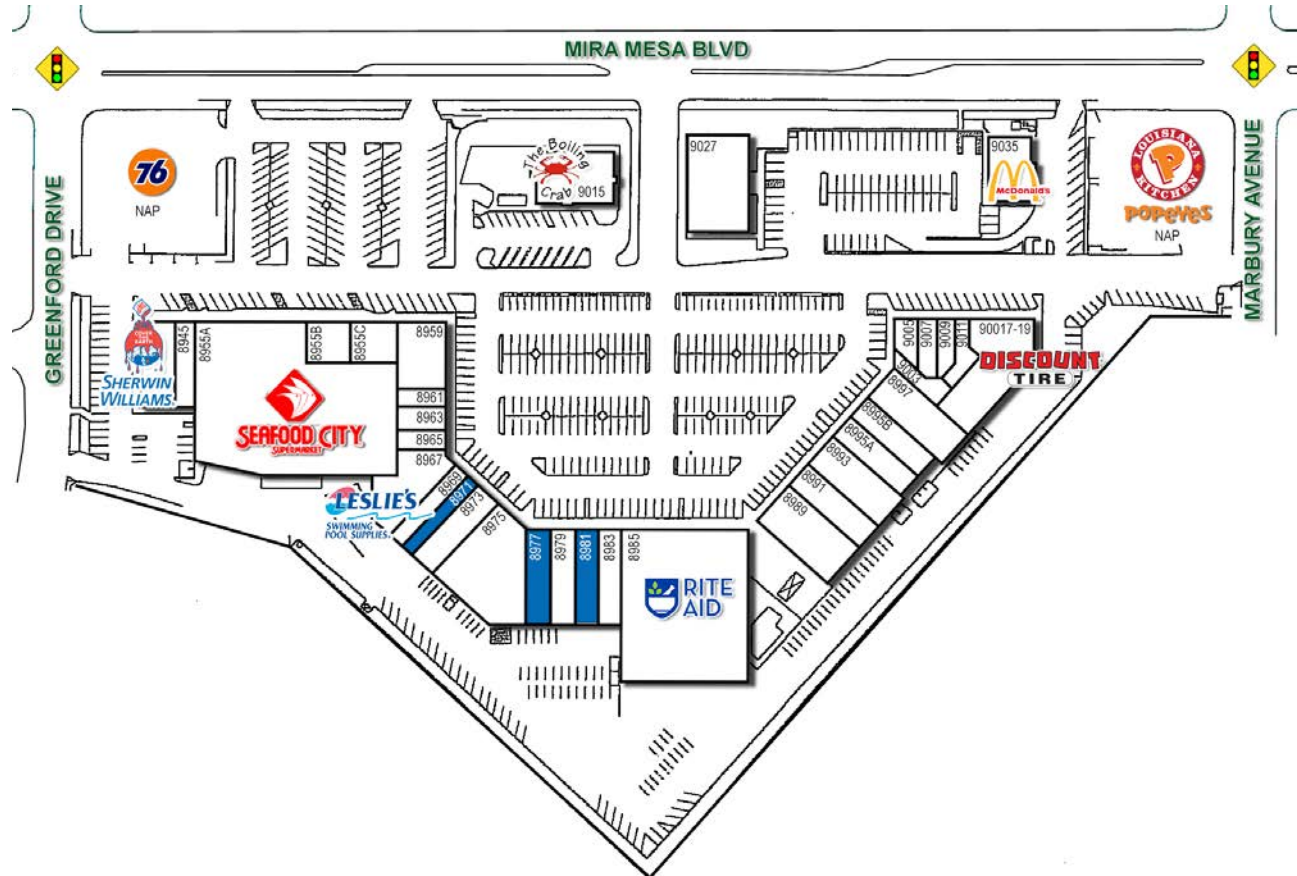 MIRA MESA BLVD
GREENFORD DRIVE
MARBURY AVENUE
76
NAP
The Boiling
Crab
9015
9027
9035
McDonald's
LOUISIANA
KITCHEN
POPEYES
NAP
COVER
THE
EARTH
SHERWIN
WILLIAMS
8945
8955A
8955B
8955C
8959
8961
8963
8965
8967
SEAFOOD CITY
SUPERMARKET
LESLIE'S
SWIMMING
POOL SUPPLIES
8969
8971
8973
8975
8977
8979
8981
8983
8985
RITE
AID
8989
8991
8993
8995A
8995B
8997
9003
9005
9007
9009
9011
90017-19
DISCOUNT
TIRE